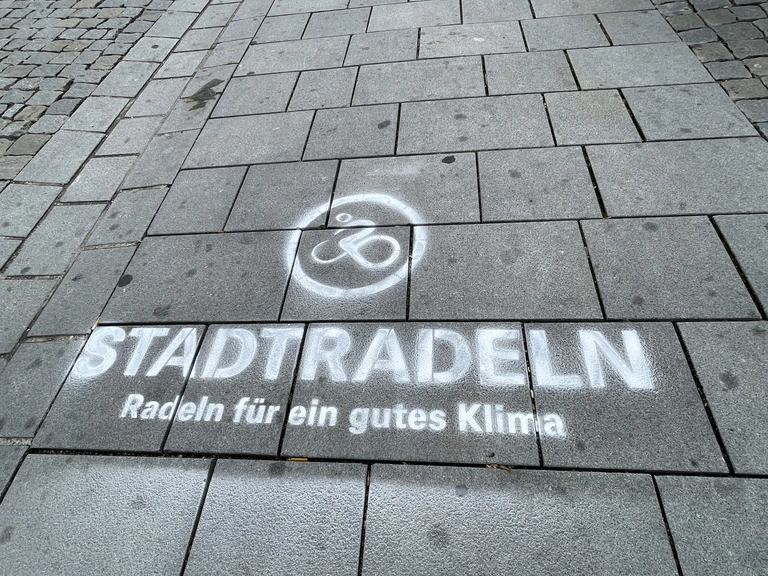 STADTRADELN
Radeln für ein gutes Klima